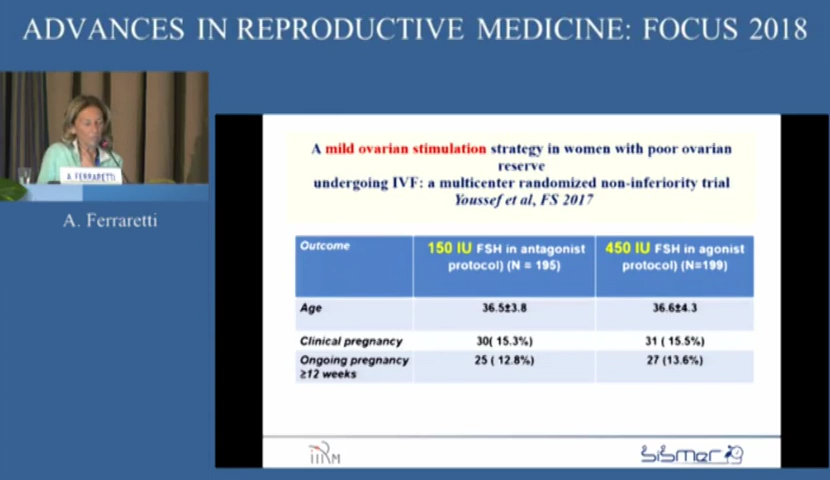 ADVANCES IN REPRODUCTIVE MEDICINE: FOCUS 2018
A. FERRARETTI
A. Ferraretti
A mild ovarian stimulation strategy in women with poor ovarian
reserve
undergoing IVF: a multicenter randomized non-inferiority trial
Youssef et al, FS 2017
Outcome
150 IU FSH in antagonist
protocol) (N = 195)
450 IU FSH in agonist
protocol) (N=199)
Age
36.5±3.8
36.6±4.3
Clinical pregnancy
30( 15.3%)
31 ( 15.5%)
Ongoing pregnancy
≥12 weeks
25 ( 12.8%)
27 (13.6%)
iiRM
sismer